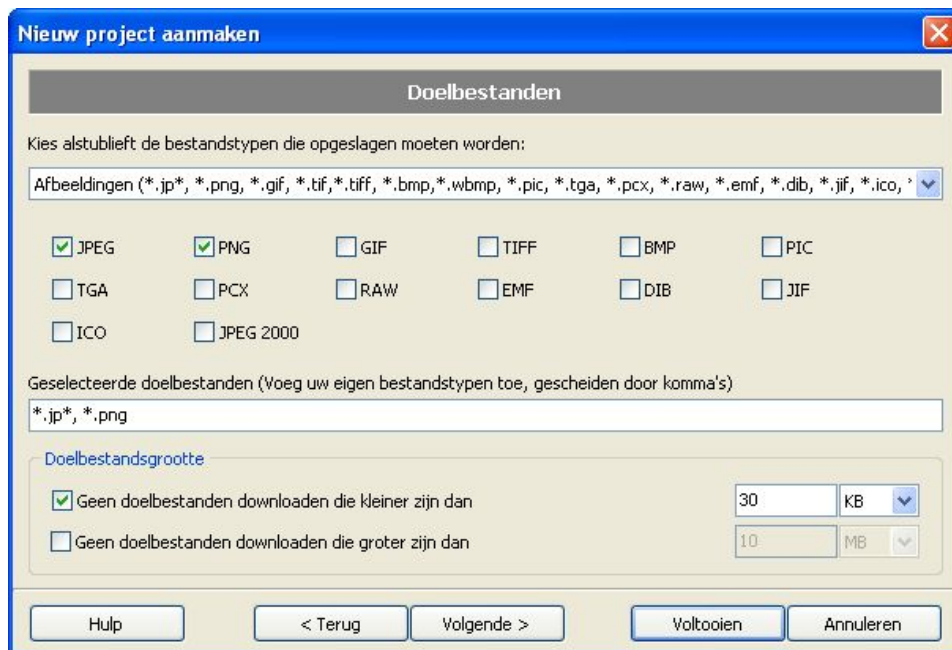 Nieuw project aanmaken
Doelbestanden
Kies alstublieft de bestandstypen die opgeslagen moeten worden:
Afbeeldingen (*.jp*, *.png, *.gif, *.tif,*.tiff, *.bmp,*.wbmp, *.pic, *.tga, *.pcx, *.raw, *.emf, *.dib, *.jif, *.ico, *
JPEG PNG GIF TIFF BMP PIC
TGA PCX RAW EMF DIB JIF
ICO JPEG 2000
Geselecteerde doelbestanden (Voeg uw eigen bestandstypen toe, gescheiden door komma's)
*.jp*, *.png
Doelbestandsgrootte
Geen doelbestanden downloaden die kleiner zijn dan 30 KB
Geen doelbestanden downloaden die groter zijn dan 10 MB
Hulp < Terug Volgende > Voltooien Annuleren